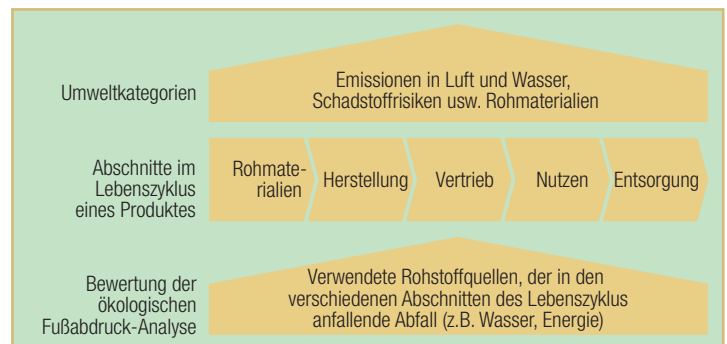 Umweltkategorien
Emissionen in Luft und Wasser,
Schadstoffrisiken usw. Rohmaterialien
Abschnitte im
Lebenszyklus
eines Produktes
Rohmate-
rialien
Herstellung
Vertrieb
Nutzen
Entsorgung
Bewertung der
ökologischen
Fußabdruck-Analyse
Verwendete Rohstoffquellen, der in den
verschiedenen Abschnitten des Lebenszyklus
anfallende Abfall (z.B. Wasser, Energie)